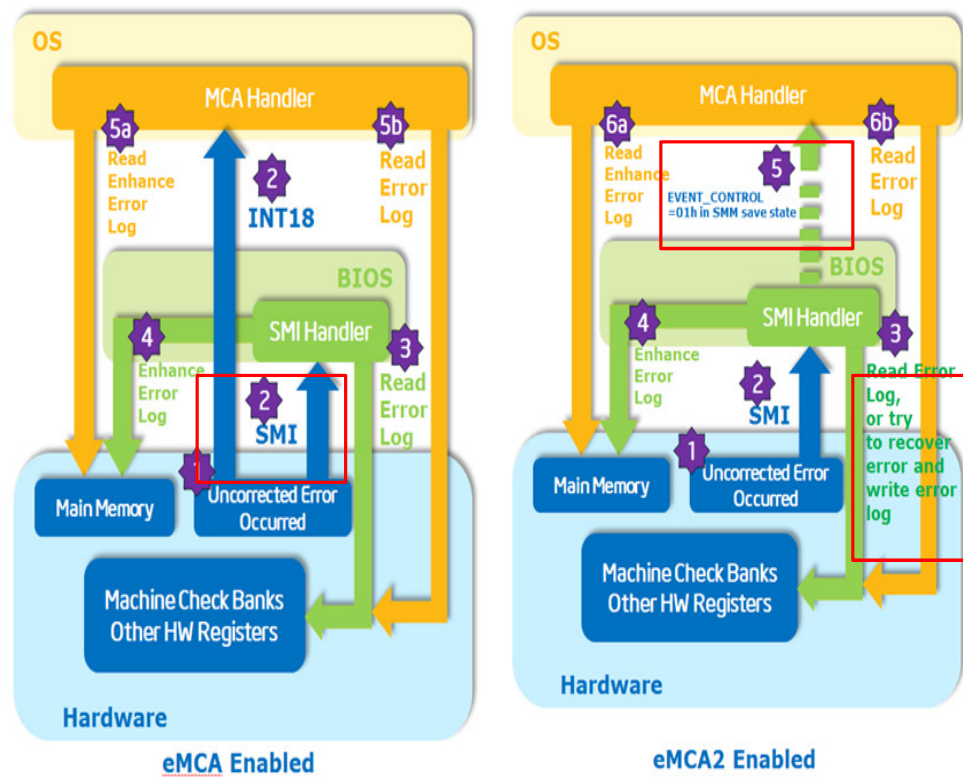 OS
MCA Handler
5a
Read
Enhance
Error
Log
2
INT18
5b
Read
Error
Log
BIOS
SMI Handler
4
Enhance
Error
Log
3
Read
Error
Log
2
SMI
1
Main Memory
Uncorrected Error
Occurred
Machine Check Banks
Other HW Registers
Hardware
eMCA Enabled
OS
MCA Handler
6a
Read
Enhance
Error
Log
5
EVENT_CONTROL
=01h in SMM save state
6b
Read
Error
Log
BIOS
SMI Handler
4
Enhance
Error
Log
3
Read Error
Log,
or try
to recover
error and
write error
log
2
SMI
1
Main Memory
Uncorrected Error
Occurred
Machine Check Banks
Other HW Registers
Hardware
eMCA2 Enabled